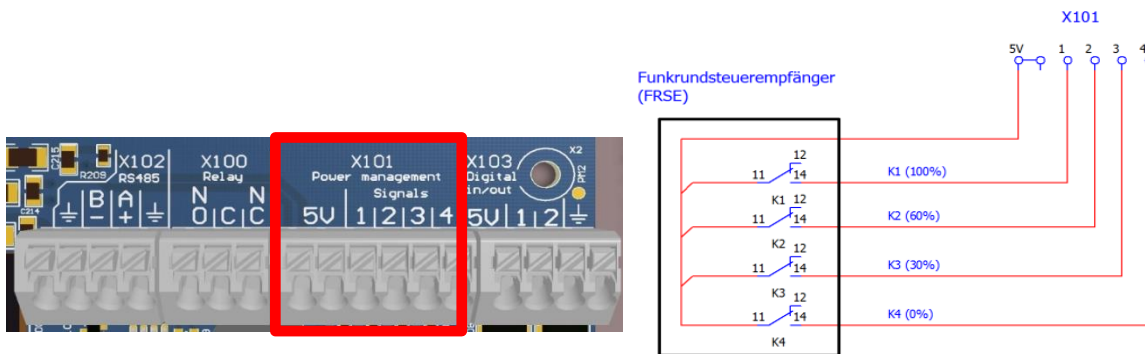 C215
R209
C214
X102
RS485
B A
- +
X100
Relay
N N
O|C|C
X101
Power management
Signals
5V|1|2|3|4
X103
Digital
in/out
5V|1|2
X2
PM2
X101
5V 1 2 3 4
Funkrundsteuerempfänger
(FRSE)
12
11 14 K1 (100%)
K1 12
11 14 K2 (60%)
K2 12
11 14 K3 (30%)
K3 12
11 14 K4 (0%)
K4